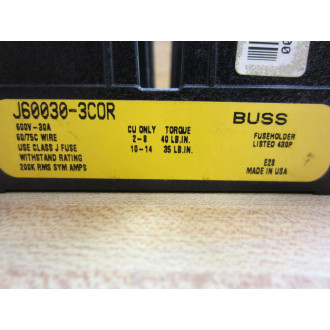 J60030-3COR
600V-30A
60/75C WIRE
USE CLASS J FUSE
WITHSTAND RATING
200K RMS SYM AMPS
CU ONLY TORQUE
2-8 40 LB.IN.
10-14 35 LB.IN.
BUSS
FUSEHOLDER
LISTED 430P
E28
MADE IN USA